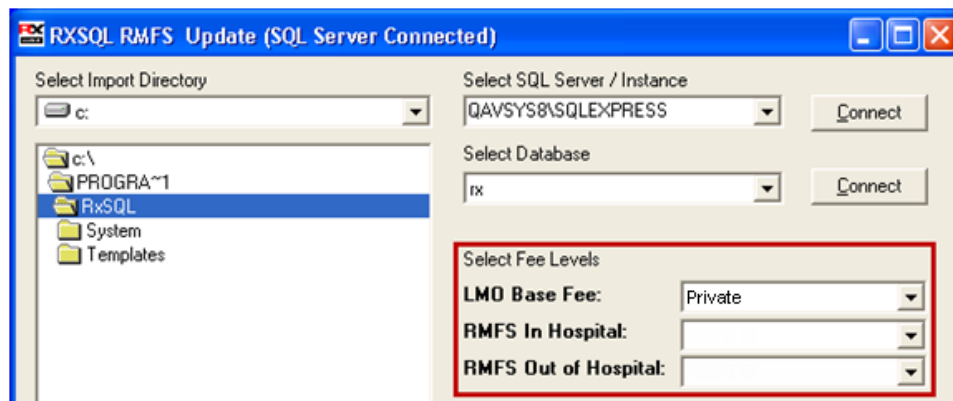 RX
RXSQL RMFS Update (SQL Server Connected)
Select Import Directory
c:
c:\
PROGRA~1
RxSQL
System
Templates
Select SQL Server / Instance
QAVSYS8\SQLEXPRESS
Connect
Select Database
rx
Connect
Select Fee Levels
LMO Base Fee: Private
RMFS In Hospital:
RMFS Out of Hospital: